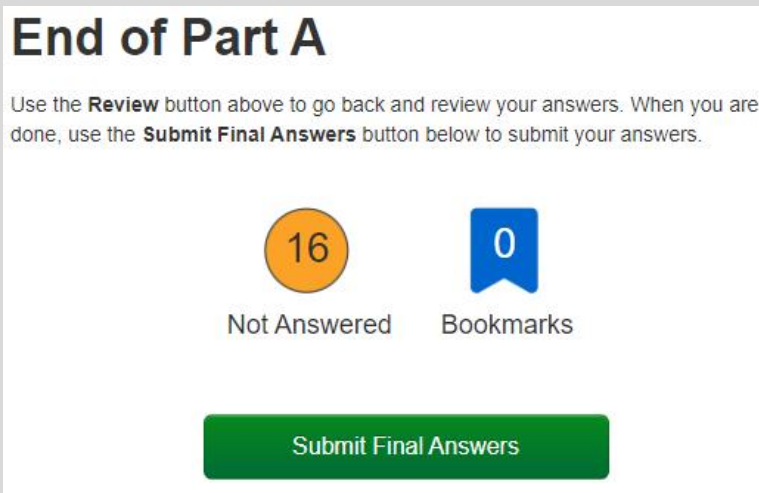 End of Part A
Use the Review button above to go back and review your answers. When you are
done, use the Submit Final Answers button below to submit your answers.
16
0
Not Answered
Bookmarks
Submit Final Answers